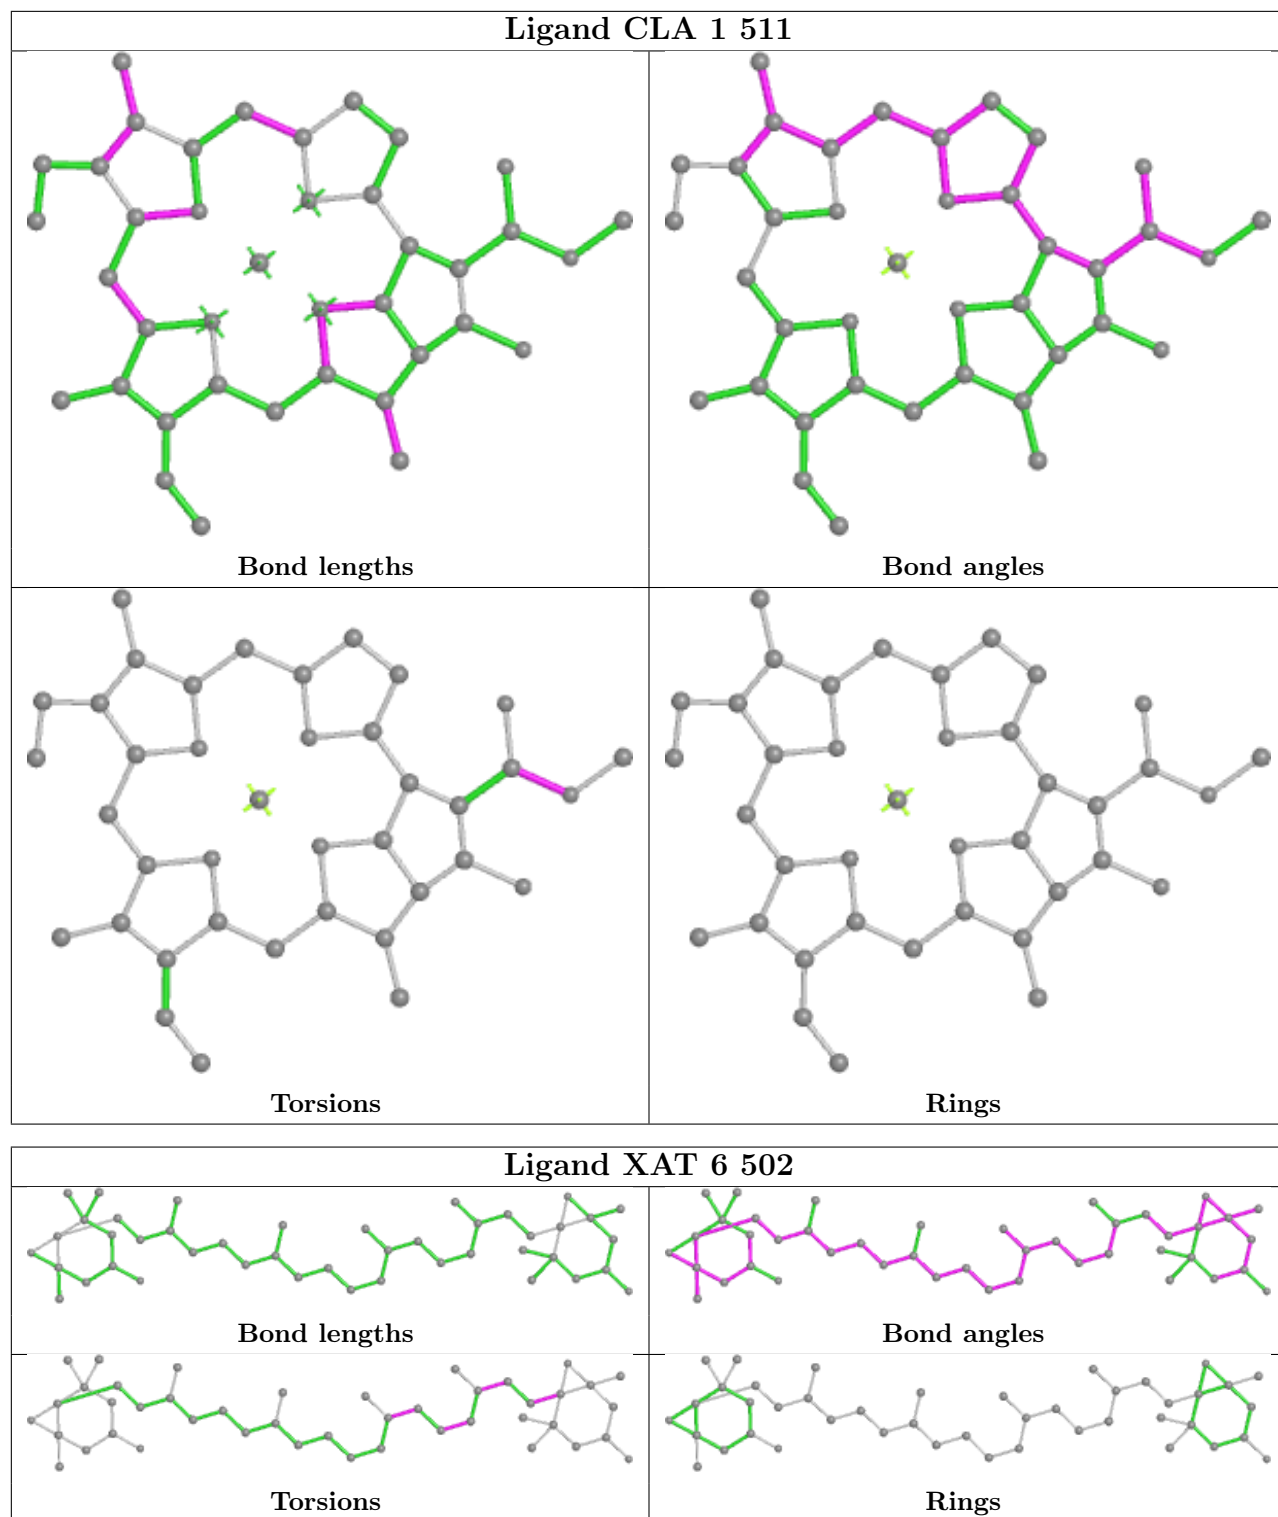 Ligand CLA 1 511
Bond lengths
Bond angles
Torsions
Rings
Ligand XAT 6 502
Bond lengths
Bond angles
Torsions
Rings